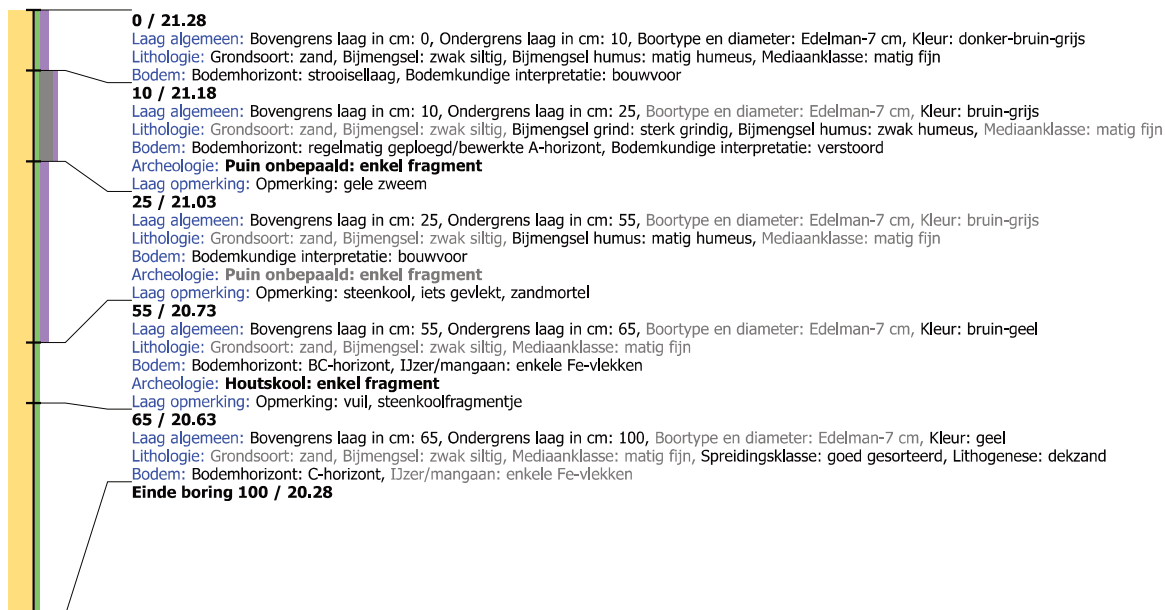 0 / 21.28
Laag algemeen: Bovengrens laag in cm: 0, Ondergrens laag in cm: 10, Boortype en diameter: Edelman-7 cm, Kleur: donker-bruin-grijs
Lithologie: Grondsoort: zand, Bijmengsel: zwak siltig, Bijmengsel humus: matig humeus, Mediaanklasse: matig fijn
Bodem: Bodemhorizont: strooisellaag, Bodemkundige interpretatie: bouwvoor
10 / 21.18
Laag algemeen: Bovengrens laag in cm: 10, Ondergrens laag in cm: 25, Boortype en diameter: Edelman-7 cm, Kleur: bruin-grijs
Lithologie: Grondsoort: zand, Bijmengsel: zwak siltig, Bijmengsel grind: sterk grindig, Bijmengsel humus: zwak humeus, Mediaanklasse: matig fijn
Bodem: Bodemhorizont: regelmatig geploegd/bewerkte A-horizont, Bodemkundige interpretatie: verstoord
Archeologie: Puin onbepaald: enkel fragment
Laag opmerking: Opmerking: gele zweem
25 / 21.03
Laag algemeen: Bovengrens laag in cm: 25, Ondergrens laag in cm: 55, Boortype en diameter: Edelman-7 cm, Kleur: bruin-grijs
Lithologie: Grondsoort: zand, Bijmengsel: zwak siltig, Bijmengsel humus: matig humeus, Mediaanklasse: matig fijn
Bodem: Bodemkundige interpretatie: bouwvoor
Archeologie: Puin onbepaald: enkel fragment
Laag opmerking: Opmerking: steenkool, iets gevlekt, zandmortel
55 / 20.73
Laag algemeen: Bovengrens laag in cm: 55, Ondergrens laag in cm: 65, Boortype en diameter: Edelman-7 cm, Kleur: bruin-geel
Lithologie: Grondsoort: zand, Bijmengsel: zwak siltig, Mediaanklasse: matig fijn
Bodem: Bodemhorizont: BC-horizont, IJzer/mangaan: enkele Fe-vlekken
Archeologie: Houtskool: enkel fragment
Laag opmerking: Opmerking: vuil, steenkoolfragmentje
65 / 20.63
Laag algemeen: Bovengrens laag in cm: 65, Ondergrens laag in cm: 100, Boortype en diameter: Edelman-7 cm, Kleur: geel
Lithologie: Grondsoort: zand, Bijmengsel: zwak siltig, Mediaanklasse: matig fijn, Spreidingsklasse: goed gesorteerd, Lithogenese: dekzand
Bodem: Bodemhorizont: C-horizont, IJzer/mangaan: enkele Fe-vlekken
Einde boring 100 / 20.28